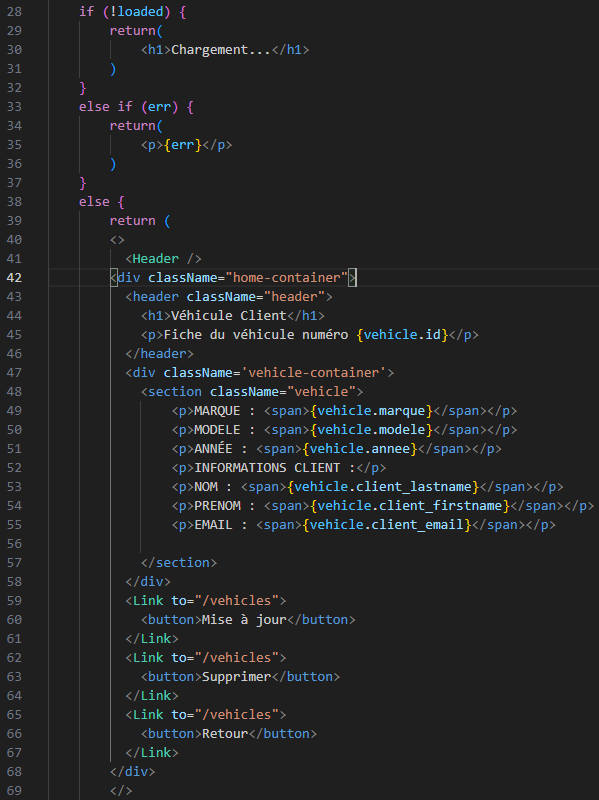 28 if (!loaded) {
29 return(
30 <h1>Chargement...</h1>
31 )
32 }
33 else if (err) {
34 return(
35 <p>{err}</p>
36 )
37 }
38 else {
39 return (
40 <>
41 <Header />
42 <div className="home-container">
43 <header className="header">
44 <h1>Véhicule Client</h1>
45 <p>Fiche du véhicule numéro {vehicle.id}</p>
46 </header>
47 <div className='vehicle-container'>
48 <section className="vehicle">
49 <p>MARQUE : <span>{vehicle.marque}</span></p>
50 <p>MODELE : <span>{vehicle.modele}</span></p>
51 <p>ANNÉE : <span>{vehicle.annee}</span></p>
52 <p>INFORMATIONS CLIENT :</p>
53 <p>NOM : <span>{vehicle.client_lastname}</span></p>
54 <p>PRENOM : <span>{vehicle.client_firstname}</span></p>
55 <p>EMAIL : <span>{vehicle.client_email}</span></p>
56
57 </section>
58 </div>
59 <Link to="/vehicles">
60 <button>Mise à jour</button>
61 </Link>
62 <Link to="/vehicles">
63 <button>Supprimer</button>
64 </Link>
65 <Link to="/vehicles">
66 <button>Retour</button>
67 </Link>
68 </div>
69 </>